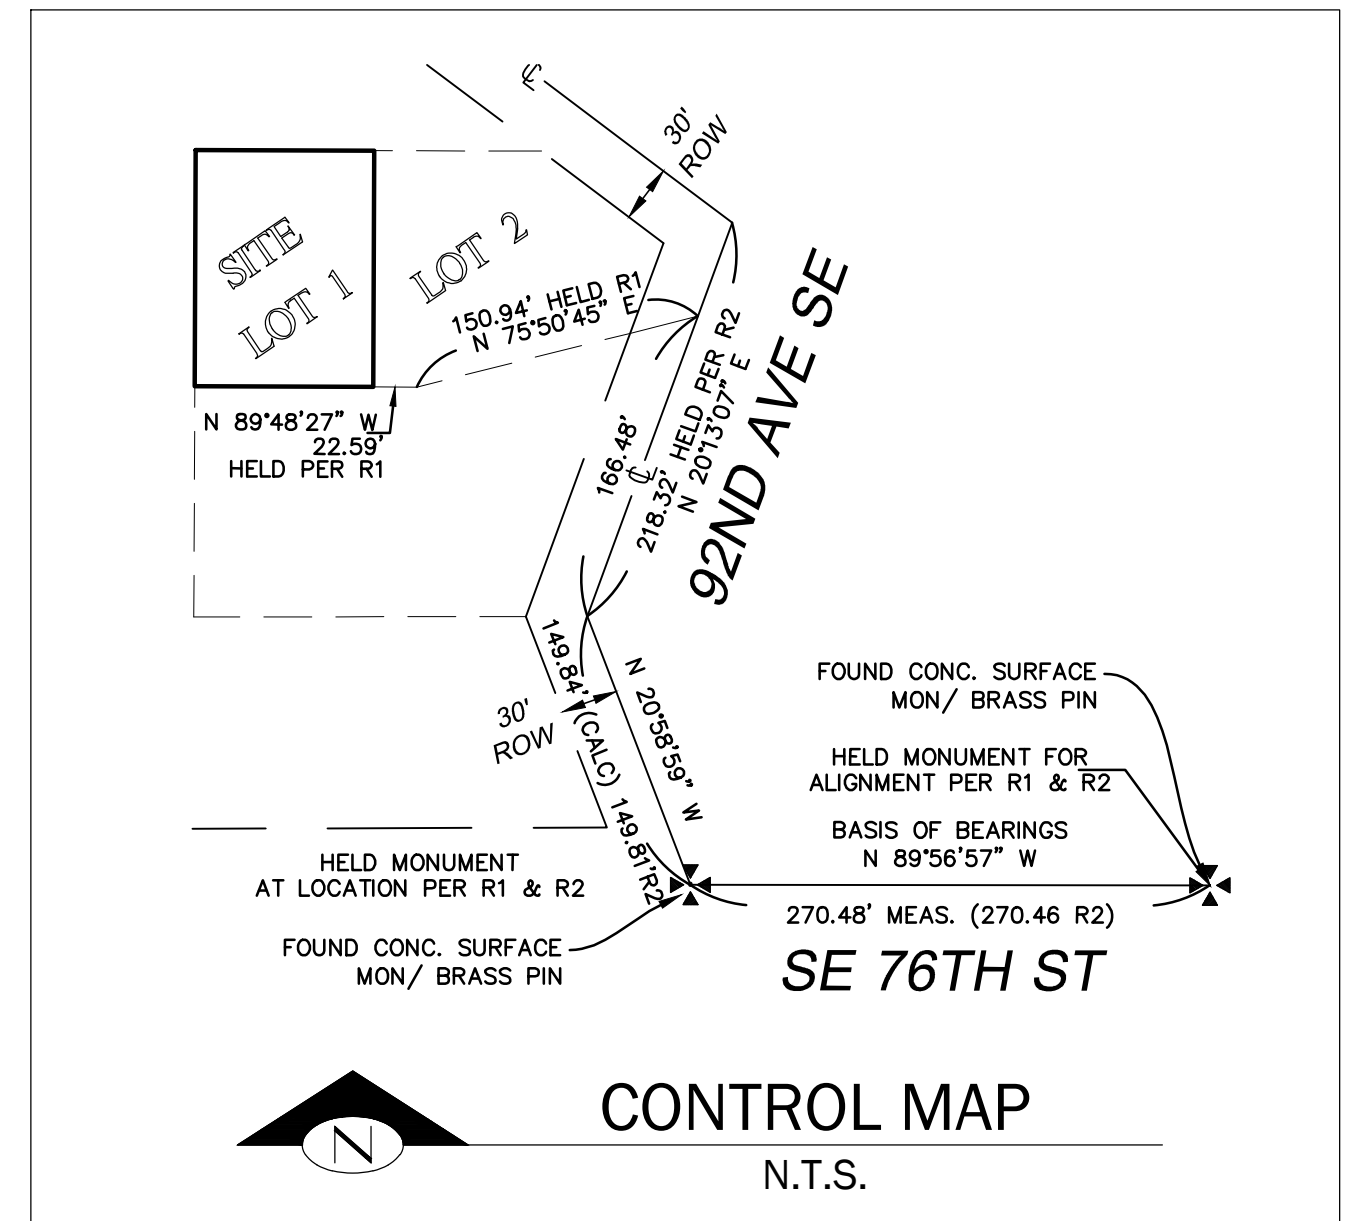 ℄
30'
ROW
SITE
LOT 1
LOT 2
150.94' HELD R1
N 75°50'45" E
N 89°48'27" W
22.59'
HELD PER R1
166.48'
℄
218.32' HELD PER R2
N 20°13'07" E
92ND AVE SE
149.84' (CALC) 149.81'R2
N 20°58'59" W
30'
ROW
FOUND CONC. SURFACE
MON/ BRASS PIN
HELD MONUMENT FOR
ALIGNMENT PER R1 & R2
BASIS OF BEARINGS
N 89°56'57" W
HELD MONUMENT
AT LOCATION PER R1 & R2
270.48' MEAS. (270.46 R2)
FOUND CONC. SURFACE
MON/ BRASS PIN
SE 76TH ST
N
CONTROL MAP
N.T.S.